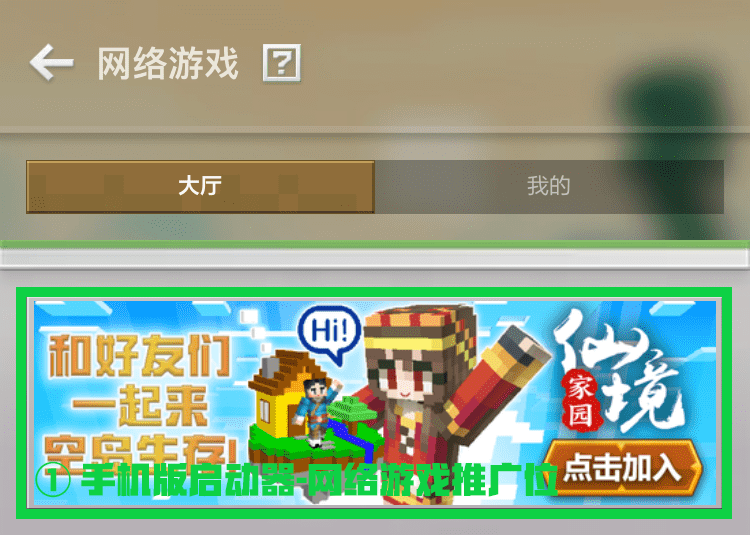 网络游戏 ?
大厅
我的
和好友们
一起来
空岛生存!
Hi!
仙境
家园
点击加入
① 手机版启动器-网络游戏推广位